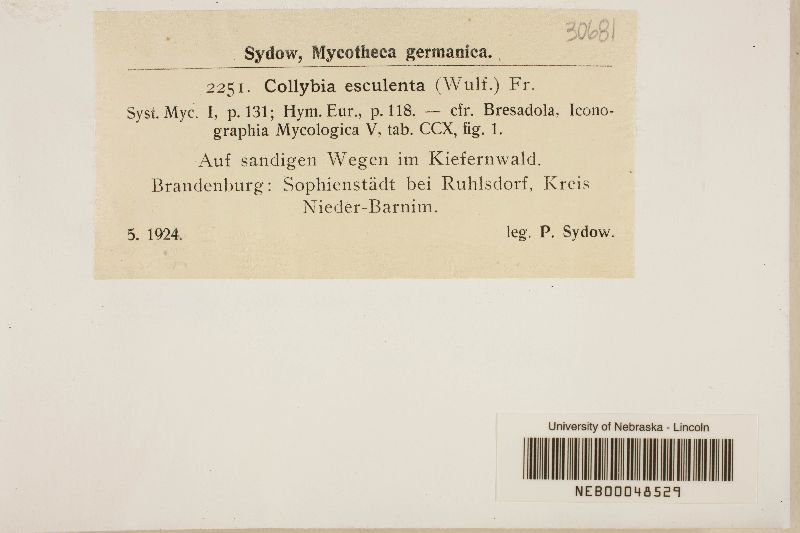 30681
Sydow, Mycotheca germanica.
2251. Collybia esculenta (Wulf.) Fr.
Syst. Myc. I, p. 131; Hym. Eur., p. 118. — cfr. Bresadola, Icono-
graphia Mycologica V, tab. CCX, fig. 1.
Auf sandigen Wegen im Kiefernwald.
Brandenburg: Sophienstädt bei Ruhlsdorf, Kreis
Nieder-Barnim.
5. 1924. leg. P. Sydow.
University of Nebraska - Lincoln
NEB00048529